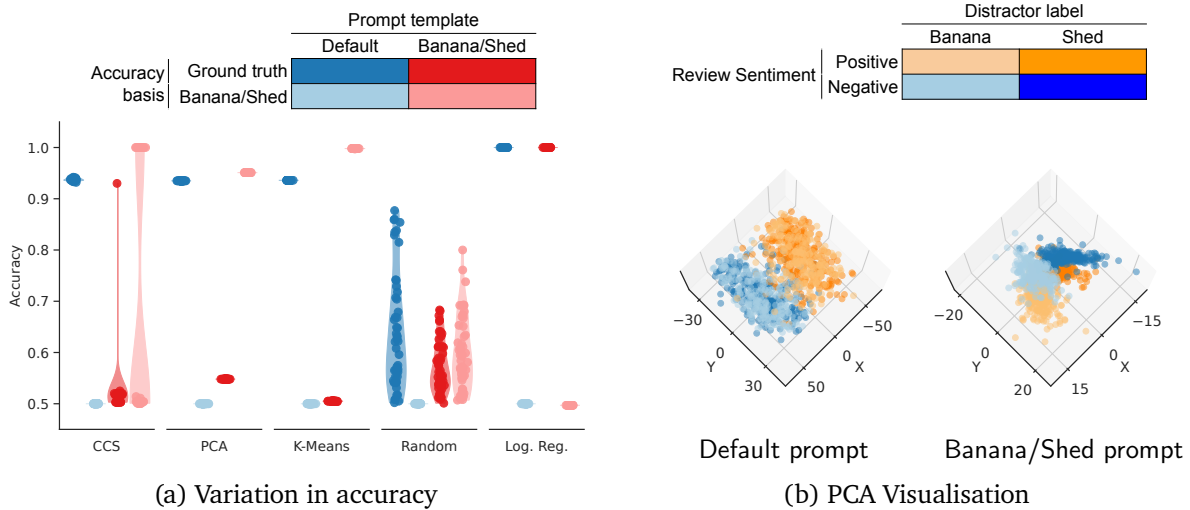 Prompt template
Default Banana/Shed
Accuracy basis
Ground truth
Banana/Shed
Accuracy
1.0
0.9
0.8
0.7
0.6
0.5
CCS PCA K-Means Random Log. Reg.
(a) Variation in accuracy
Distractor label
Banana Shed
Review Sentiment
Positive
Negative
−30 0 30 Y
−50 0 50 X
Default prompt
−20 0 20 Y
−15 0 15 X
Banana/Shed prompt
(b) PCA Visualisation